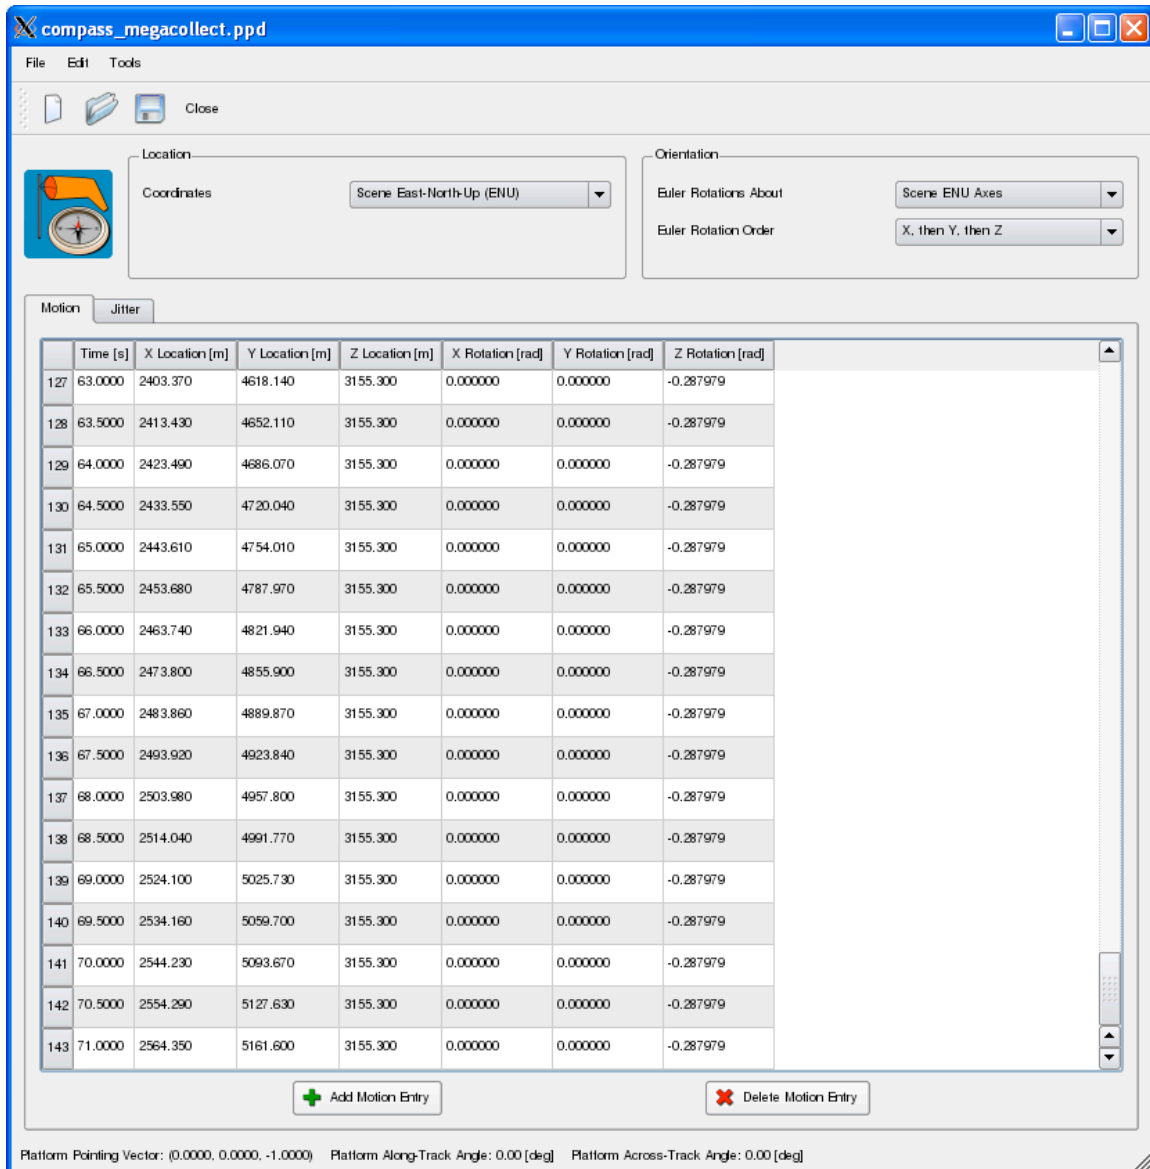 compass_megacollect.ppd
File Edit Tools
Close
Location
Coordinates Scene East-North-Up (ENU)
Orientation
Euler Rotations About Scene ENU Axes
Euler Rotation Order X, then Y, then Z
Motion Jitter
Time [s] X Location [m] Y Location [m] Z Location [m] X Rotation [rad] Y Rotation [rad] Z Rotation [rad]
127 63.0000 2403.370 4618.140 3155.300 0.000000 0.000000 -0.287979
128 63.5000 2413.430 4652.110 3155.300 0.000000 0.000000 -0.287979
129 64.0000 2423.490 4686.070 3155.300 0.000000 0.000000 -0.287979
130 64.5000 2433.550 4720.040 3155.300 0.000000 0.000000 -0.287979
131 65.0000 2443.610 4754.010 3155.300 0.000000 0.000000 -0.287979
132 65.5000 2453.680 4787.970 3155.300 0.000000 0.000000 -0.287979
133 66.0000 2463.740 4821.940 3155.300 0.000000 0.000000 -0.287979
134 66.5000 2473.800 4855.900 3155.300 0.000000 0.000000 -0.287979
135 67.0000 2483.860 4889.870 3155.300 0.000000 0.000000 -0.287979
136 67.5000 2493.920 4923.840 3155.300 0.000000 0.000000 -0.287979
137 68.0000 2503.980 4957.800 3155.300 0.000000 0.000000 -0.287979
138 68.5000 2514.040 4991.770 3155.300 0.000000 0.000000 -0.287979
139 69.0000 2524.100 5025.730 3155.300 0.000000 0.000000 -0.287979
140 69.5000 2534.160 5059.700 3155.300 0.000000 0.000000 -0.287979
141 70.0000 2544.230 5093.670 3155.300 0.000000 0.000000 -0.287979
142 70.5000 2554.290 5127.630 3155.300 0.000000 0.000000 -0.287979
143 71.0000 2564.350 5161.600 3155.300 0.000000 0.000000 -0.287979
Add Motion Entry Delete Motion Entry
Platform Pointing Vector: (0.0000, 0.0000, -1.0000) Platform Along-Track Angle: 0.00 [deg] Platform Across-Track Angle: 0.00 [deg]